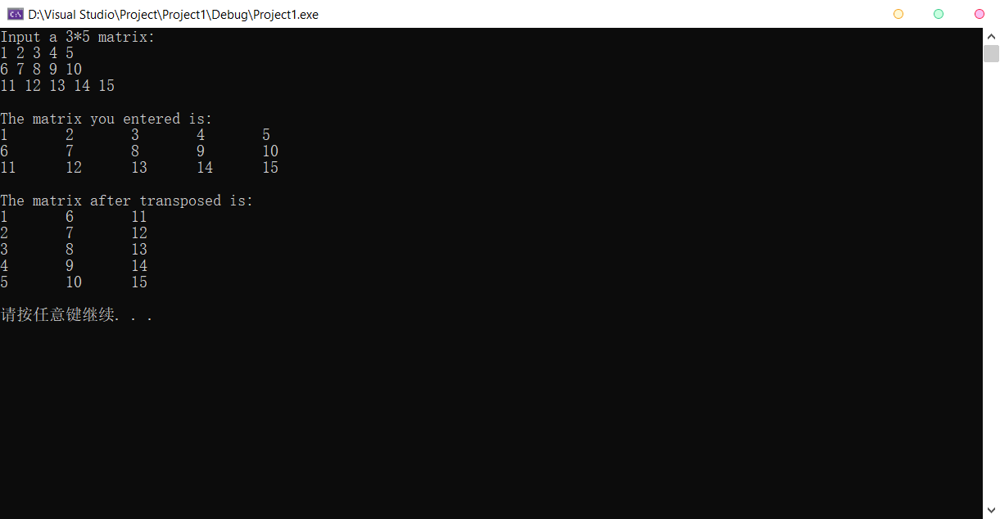 D:\Visual Studio\Project\Project1\Debug\Project1.exe
Input a 3*5 matrix:
1 2 3 4 5
6 7 8 9 10
11 12 13 14 15
The matrix you entered is:
1 2 3 4 5
6 7 8 9 10
11 12 13 14 15
The matrix after transposed is:
1 6 11
2 7 12
3 8 13
4 9 14
5 10 15
请按任意键继续. . .